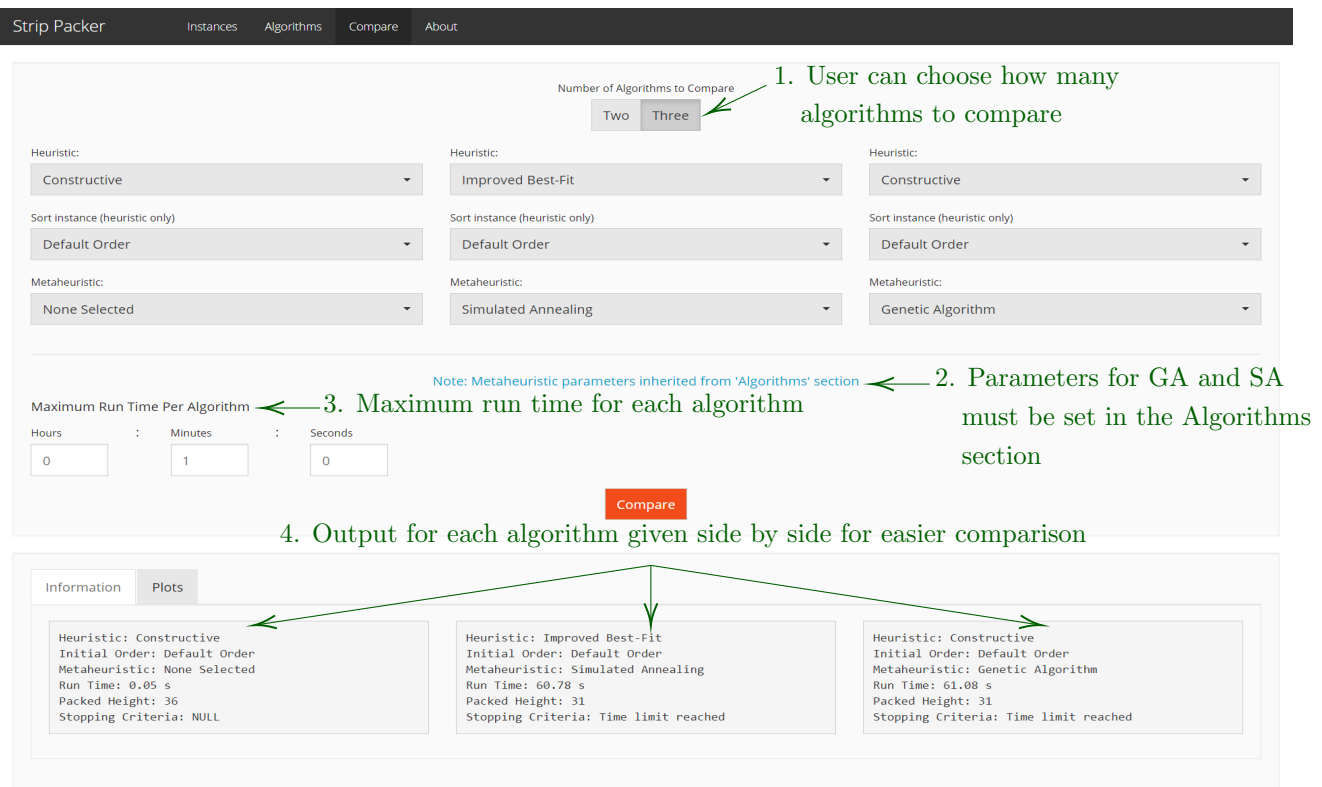 Strip Packer Instances Algorithms Compare About
Number of Algorithms to Compare
1. User can choose how many
algorithms to compare
Two Three
Heuristic: Heuristic: Heuristic:
Constructive Improved Best-Fit Constructive
Sort instance (heuristic only) Sort instance (heuristic only) Sort instance (heuristic only)
Default Order Default Order Default Order
Metaheuristic: Metaheuristic: Metaheuristic:
None Selected Simulated Annealing Genetic Algorithm
Note: Metaheuristic parameters inherited from 'Algorithms' section
2. Parameters for GA and SA
must be set in the Algorithms
section
Maximum Run Time Per Algorithm
3. Maximum run time for each algorithm
Hours : Minutes : Seconds
0 1 0
Compare
4. Output for each algorithm given side by side for easier comparison
Information Plots
Heuristic: Constructive
Initial Order: Default Order
Metaheuristic: None Selected
Run Time: 0.05 s
Packed Height: 36
Stopping Criteria: NULL
Heuristic: Improved Best-Fit
Initial Order: Default Order
Metaheuristic: Simulated Annealing
Run Time: 60.78 s
Packed Height: 31
Stopping Criteria: Time limit reached
Heuristic: Constructive
Initial Order: Default Order
Metaheuristic: Genetic Algorithm
Run Time: 61.08 s
Packed Height: 31
Stopping Criteria: Time limit reached